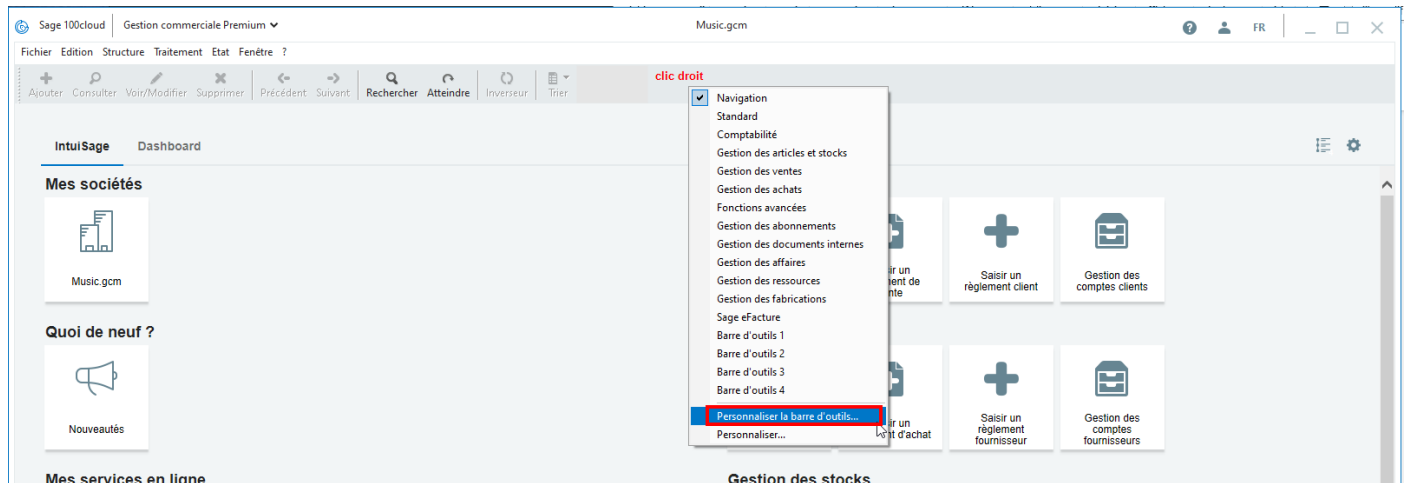 Sage 100cloud Gestion commerciale Premium Music.gcm FR
Fichier Edition Structure Traitement Etat Fenêtre ?
Ajouter Consulter Voir/Modifier Supprimer Précédent Suivant Rechercher Atteindre Inverseur Trier
clic droit
Navigation
Standard
Comptabilité
Gestion des articles et stocks
Gestion des ventes
Gestion des achats
Fonctions avancées
Gestion des abonnements
Gestion des documents internes
Gestion des affaires
Gestion des ressources
Gestion des fabrications
Sage eFacture
Barre d'outils 1
Barre d'outils 2
Barre d'outils 3
Barre d'outils 4
Personnaliser la barre d'outils...
Personnaliser...
IntuiSage Dashboard
Mes sociétés
Music.gcm
Saisir un
règlement client
Gestion des
comptes clients
Quoi de neuf ?
Nouveautés
Saisir un
règlement
fournisseur
Gestion des
comptes
fournisseurs
Mes services en ligne
Gestion des stocks